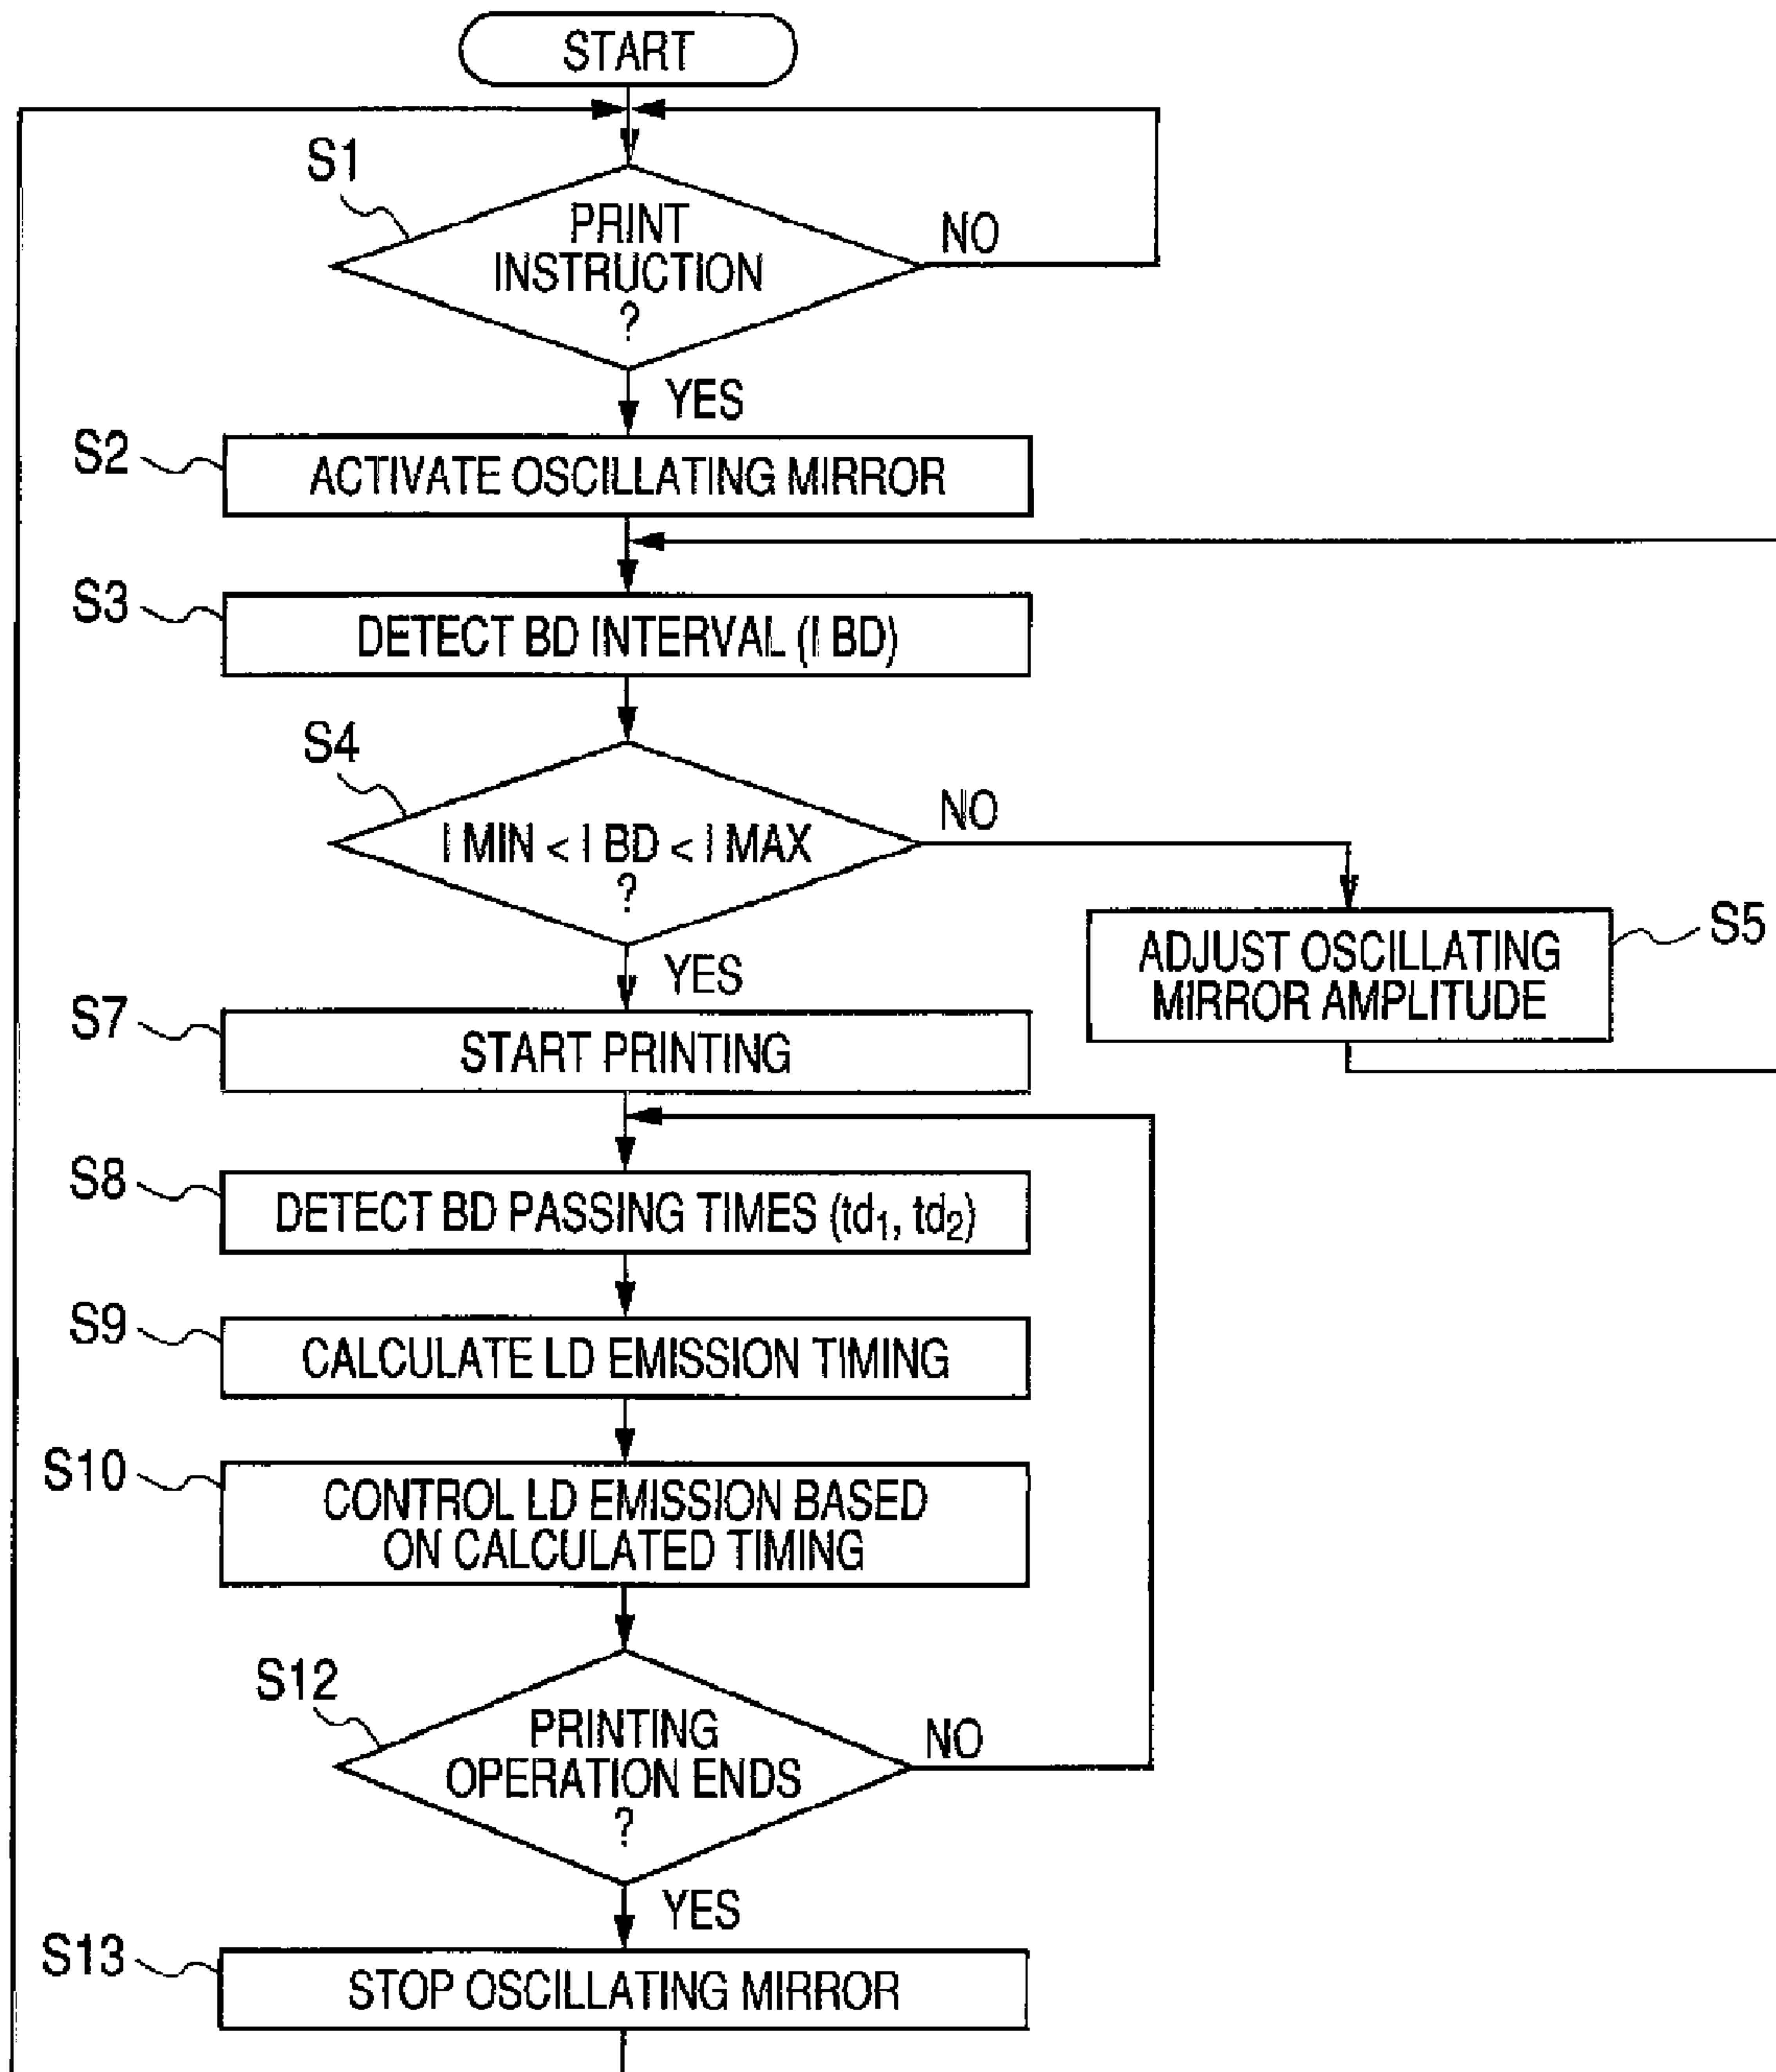 START
S1
PRINT
INSTRUCTION
?
NO
YES
S2
ACTIVATE OSCILLATING MIRROR
S3
DETECT BD INTERVAL (I BD)
S4
I MIN < I BD < I MAX
?
NO
YES
S5
ADJUST OSCILLATING
MIRROR AMPLITUDE
S7
START PRINTING
S8
DETECT BD PASSING TIMES (td₁, td₂)
S9
CALCULATE LD EMISSION TIMING
S10
CONTROL LD EMISSION BASED
ON CALCULATED TIMING
S12
PRINTING
OPERATION ENDS
?
NO
YES
S13
STOP OSCILLATING MIRROR